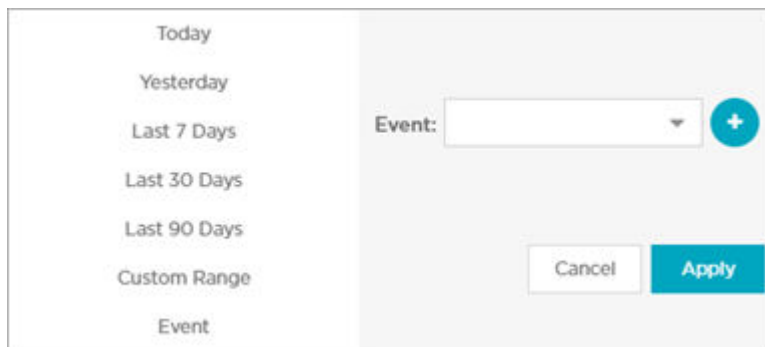 Today
Yesterday
Last 7 Days
Last 30 Days
Last 90 Days
Custom Range
Event
Event:
Cancel
Apply